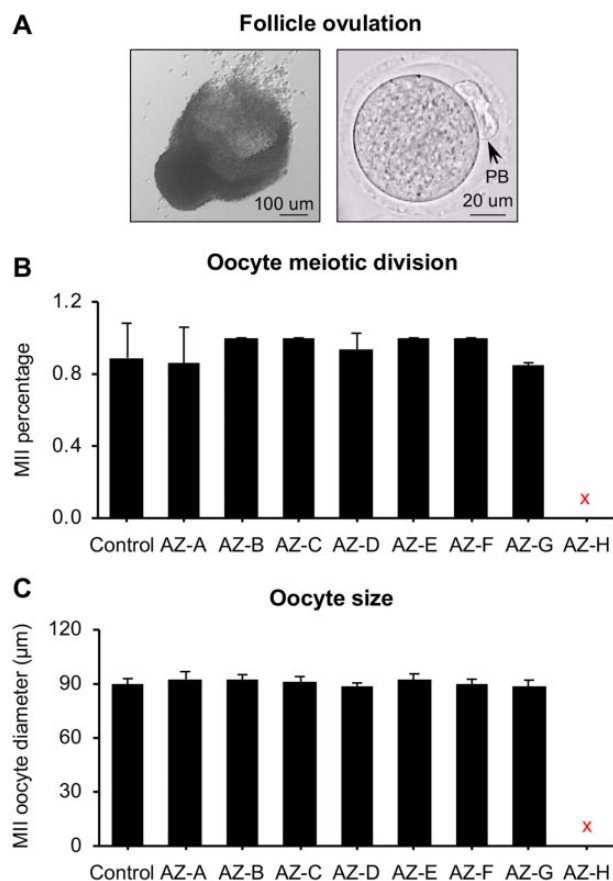 A
Follicle ovulation
100 um
PB
20 um
B
Oocyte meiotic division
MII percentage
1.2
0.8
0.4
0.0
Control AZ-A AZ-B AZ-C AZ-D AZ-E AZ-F AZ-G AZ-H
x
C
Oocyte size
MII oocyte diameter (µm)
120
90
60
30
0
Control AZ-A AZ-B AZ-C AZ-D AZ-E AZ-F AZ-G AZ-H
x